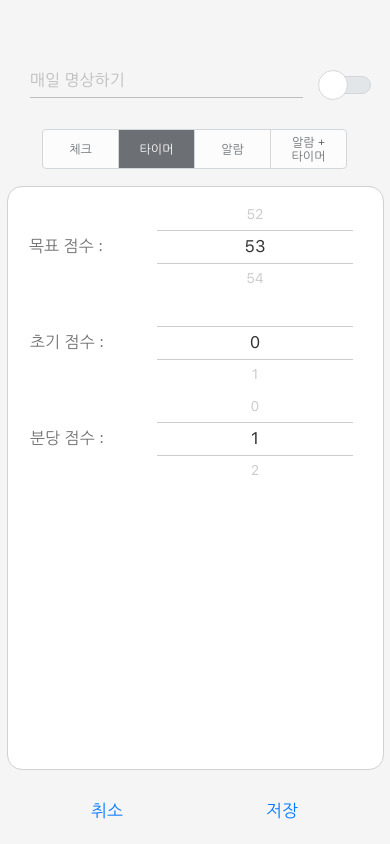 매일 명상하기
체크
타이머
알람
알람 +
타이머
52
목표 점수 :
53
54
초기 점수 :
0
1
0
분당 점수 :
1
2
취소
저장